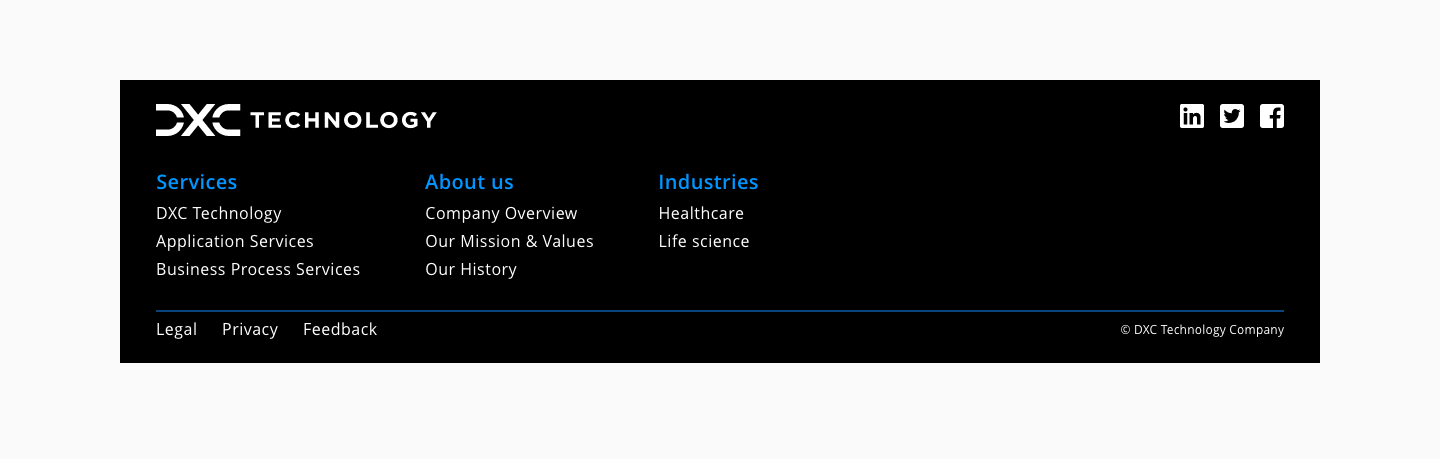 DXC TECHNOLOGY
Services
DXC Technology
Application Services
Business Process Services
About us
Company Overview
Our Mission & Values
Our History
Industries
Healthcare
Life science
Legal Privacy Feedback
© DXC Technology Company